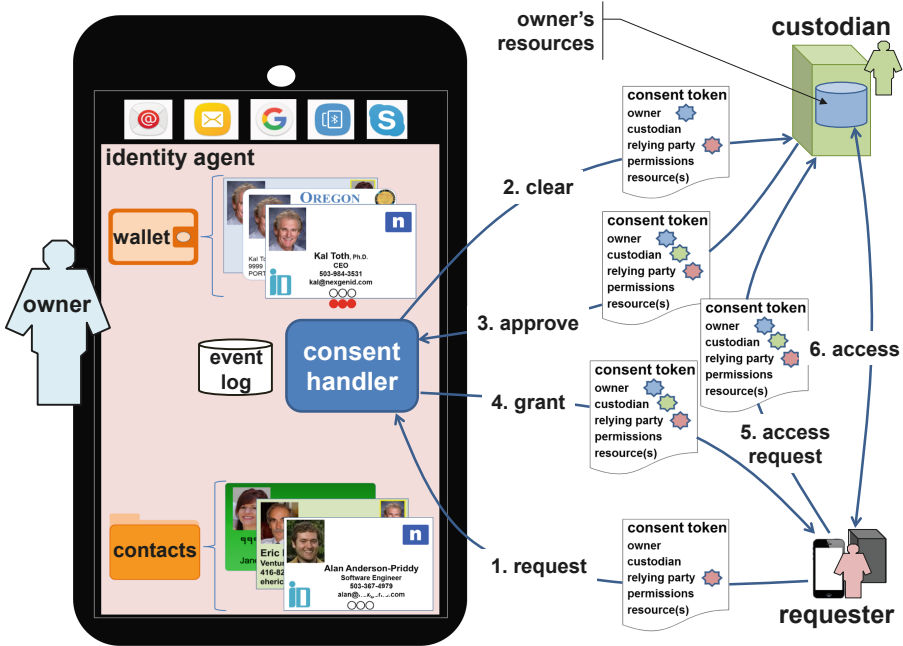 owner's
resources
custodian
identity agent
wallet
OREGON
n
Kal Toth, Ph.D.
CEO
503-984-3531
kal@nexgenid.com
iD
owner
event
log
consent
handler
contacts
n
Alan Anderson-Priddy
Software Engineer
503-367-4979
iD
2. clear
consent token
owner
custodian
relying party
permissions
resource(s)
3. approve
consent token
owner
custodian
relying party
permissions
resource(s)
4. grant
consent token
owner
custodian
relying party
permissions
resource(s)
consent token
owner
custodian
relying party
permissions
resource(s)
5. access
request
6. access
1. request
consent token
owner
custodian
relying party
permissions
resource(s)
requester